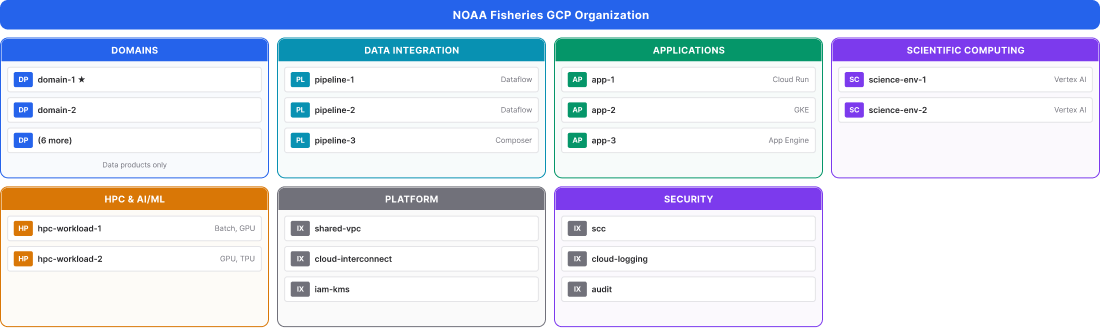 NOAA Fisheries GCP Organization
DOMAINS
DP domain-1 ★
DP domain-2
DP (6 more)
Data products only
DATA INTEGRATION
PL pipeline-1 Dataflow
PL pipeline-2 Dataflow
PL pipeline-3 Composer
APPLICATIONS
AP app-1 Cloud Run
AP app-2 GKE
AP app-3 App Engine
SCIENTIFIC COMPUTING
SC science-env-1 Vertex AI
SC science-env-2 Vertex AI
HPC & AI/ML
HP hpc-workload-1 Batch, GPU
HP hpc-workload-2 GPU, TPU
PLATFORM
IX shared-vpc
IX cloud-interconnect
IX iam-kms
SECURITY
IX scc
IX cloud-logging
IX audit